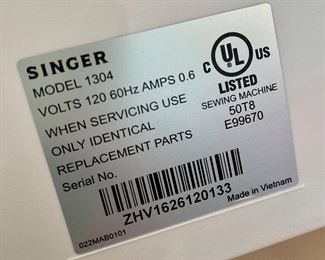 SINGER
MODEL 1304
VOLTS 120 60Hz AMPS 0.6
WHEN SERVICING USE
ONLY IDENTICAL
REPLACEMENT PARTS
Serial No.
C UL US
LISTED
SEWING MACHINE
50T8
E99670
ZHV1626120133
022MAB0101
Made in Vietnam